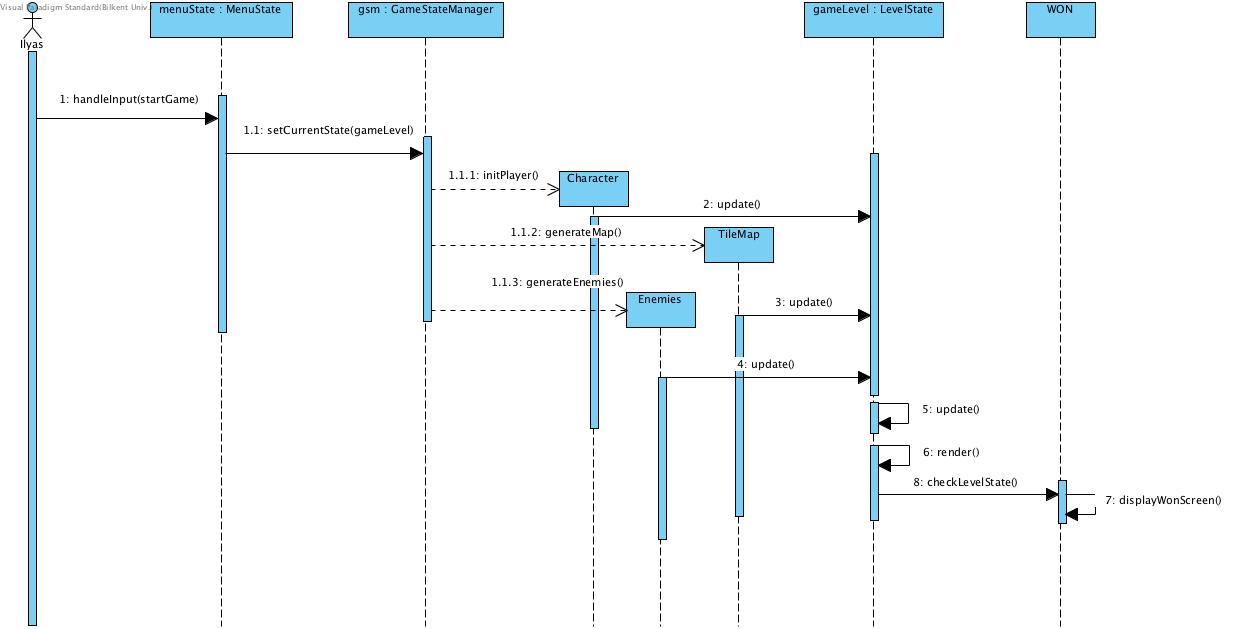 Visual Paradigm Standard(Bilkent Univ.
Ilyas
menuState : MenuState
gsm : GameStateManager
gameLevel : LevelState
WON
1: handleInput(startGame)
1.1: setCurrentState(gameLevel)
1.1.1: initPlayer()
Character
2: update()
1.1.2: generateMap()
TileMap
1.1.3: generateEnemies()
Enemies
3: update()
4: update()
5: update()
6: render()
8: checkLevelState()
7: displayWonScreen()